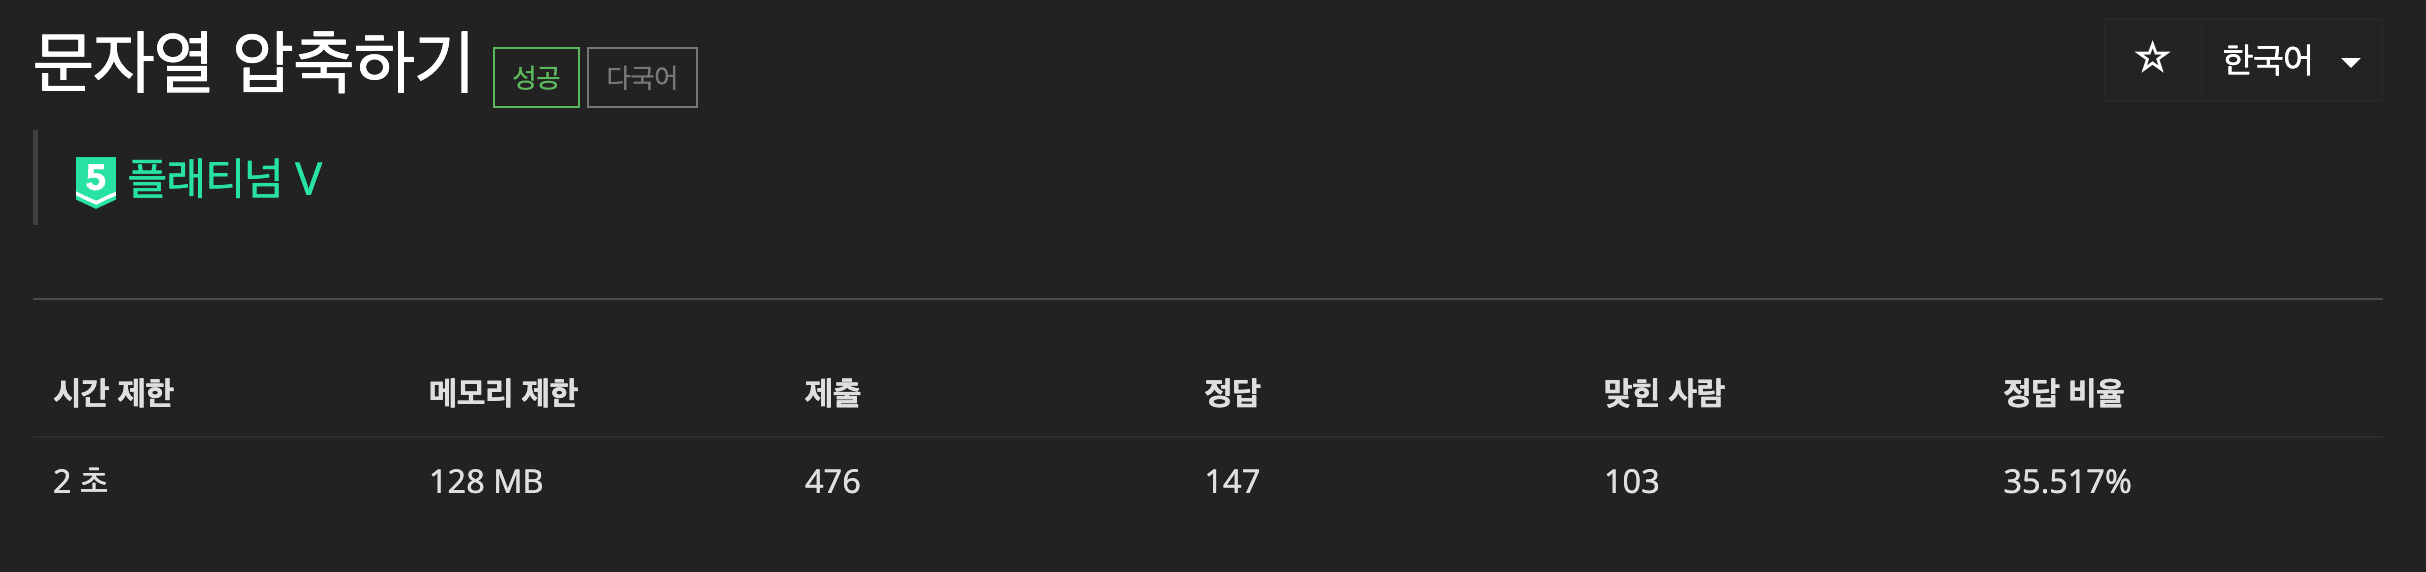 문자열 압축하기 성공 다국어
☆ 한국어
5 플래티넘 V
시간 제한 메모리 제한 제출 정답 맞힌 사람 정답 비율
2 초 128 MB 476 147 103 35.517%